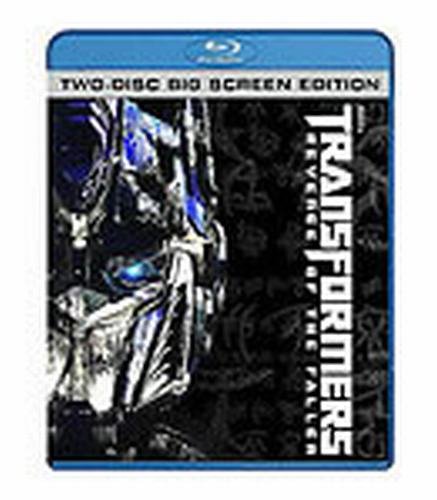 TWO-DISC BIG SCREEN EDITION
TRANSFORMERS
REVENGE OF THE FALLEN